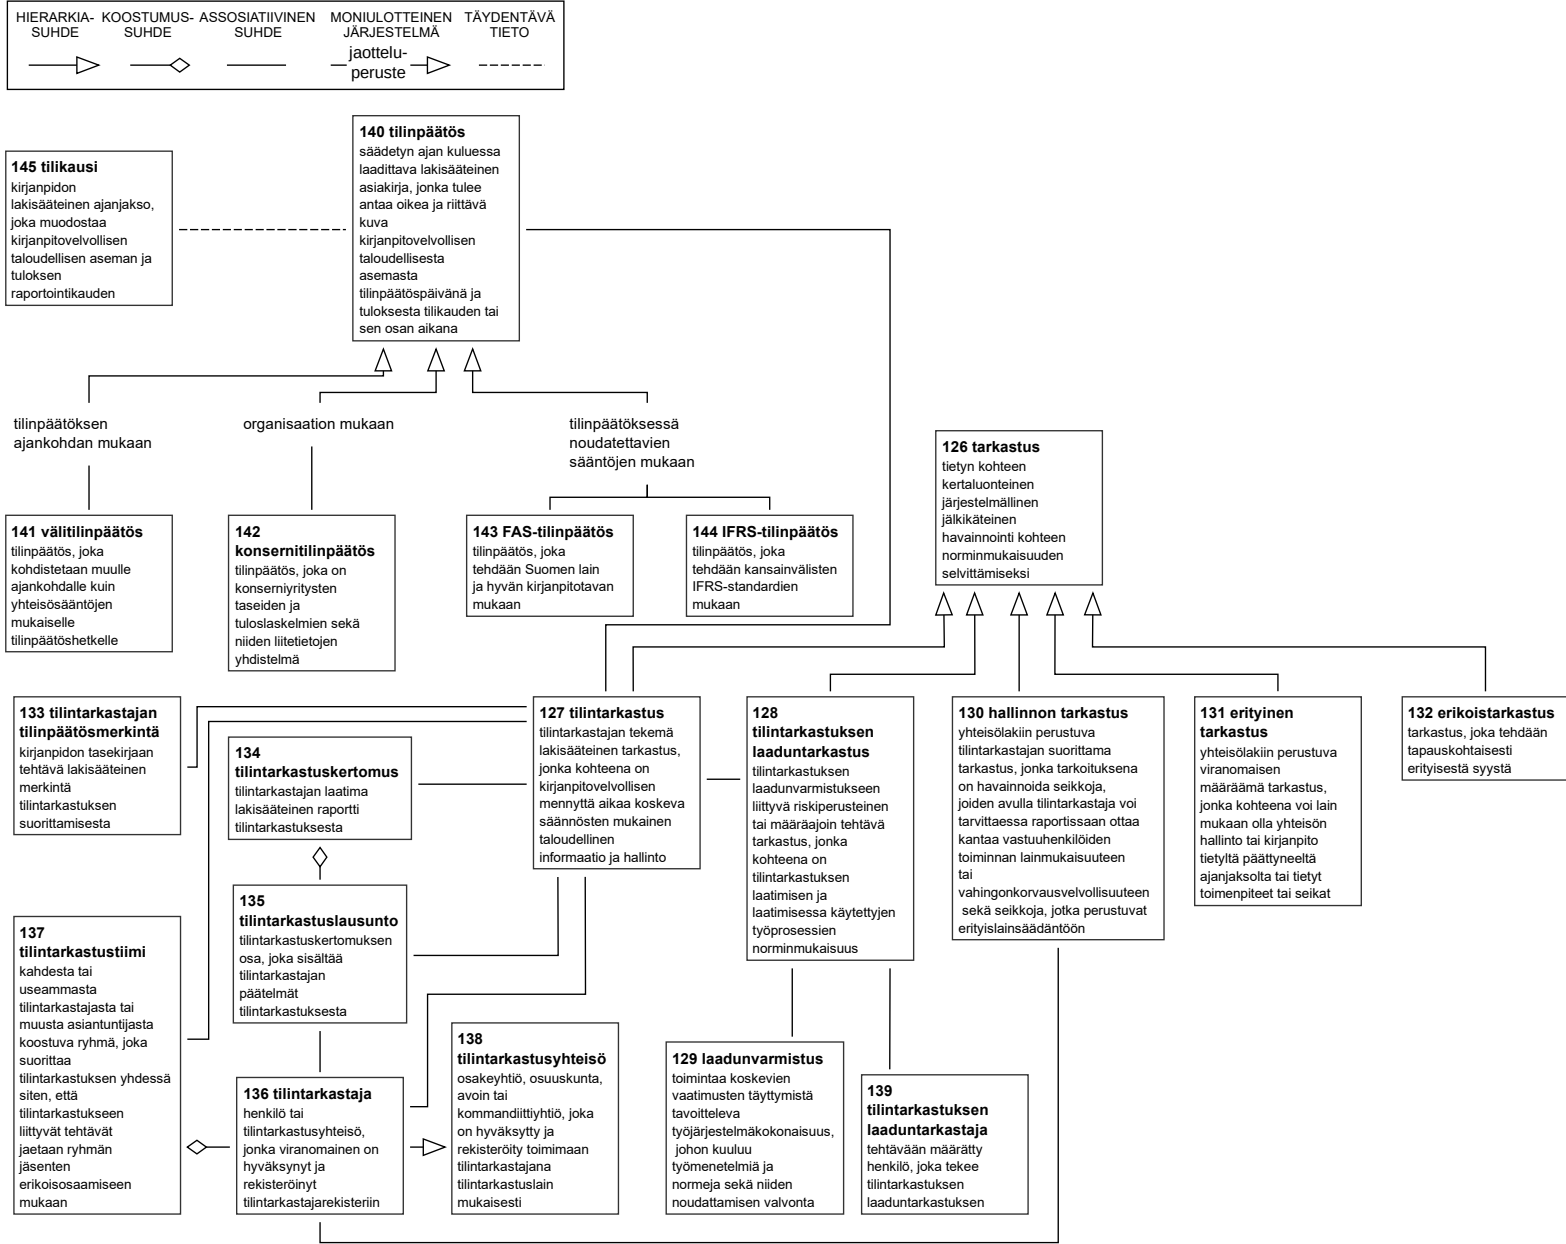 HIERARKIA-
SUHDE
KOOSTUMUS-
SUHDE
ASSOSIATIIVINEN
SUHDE
MONIULOTTEINEN
JÄRJESTELMÄ
jaottelu-
peruste
TÄYDENTÄVÄ
TIETO
140 tilinpäätös
säädetyn ajan kuluessa
laadittava lakisääteinen
asiakirja, jonka tulee
antaa oikea ja riittävä
kuva
kirjanpitovelvollisen
taloudellisesta
asemasta
tilinpäätöspäivänä ja
tuloksesta tilikauden tai
sen osan aikana
145 tilikausi
kirjanpidon
lakisääteinen ajanjakso,
joka muodostaa
kirjanpitovelvollisen
taloudellisen aseman ja
tuloksen
raportointikauden
tilinpäätöksen
ajankohdan mukaan
organisaation mukaan
tilinpäätöksessä
noudatettavien
sääntöjen mukaan
126 tarkastus
tietyn kohteen
kertaluonteinen
järjestelmällinen
jälkikäteinen
havainnointi kohteen
norminmukaisuuden
selvittämiseksi
141 välitilinpäätös
tilinpäätös, joka
kohdistetaan muulle
ajankohdalle kuin
yhteisösääntöjen
mukaiselle
tilinpäätöshetkelle
142
konsernitilinpäätös
tilinpäätös, joka on
konserniyritysten
taseiden ja
tuloslaskelmien sekä
niiden liitetietojen
yhdistelmä
143 FAS-tilinpäätös
tilinpäätös, joka
tehdään Suomen lain
ja hyvän kirjanpitotavan
mukaan
144 IFRS-tilinpäätös
tilinpäätös, joka
tehdään kansainvälisten
IFRS-standardien
mukaan
133 tilintarkastajan
tilinpäätösmerkintä
kirjanpidon tasekirjaan
tehtävä lakisääteinen
merkintä
tilintarkastuksen
suorittamisesta
134
tilintarkastuskertomus
tilintarkastajan laatima
lakisääteinen raportti
tilintarkastuksesta
127 tilintarkastus
tilintarkastajan tekemä
lakisääteinen tarkastus,
jonka kohteena on
kirjanpitovelvollisen
mennyttä aikaa koskeva
säännösten mukainen
taloudellinen
informaatio ja hallinto
128
tilintarkastuksen
laaduntarkastus
tilintarkastuksen
laadunvarmistukseen
liittyvä riskiperusteinen
tai määräajoin tehtävä
tarkastus, jonka
kohteena on
tilintarkastuksen
laatimisen ja
laatimisessa käytettyjen
työprosessien
norminmukaisuus
130 hallinnon tarkastus
yhteisölakiin perustuva
tilintarkastajan suorittama
tarkastus, jonka tarkoituksena
on havainnoida seikkoja,
joiden avulla tilintarkastaja voi
tarvittaessa raportissaan ottaa
kantaa vastuuhenkilöiden
toiminnan lainmukaisuuteen
tai
vahingonkorvausvelvollisuuteen
sekä seikkoja, jotka perustuvat
erityislainsäädäntöön
131 erityinen
tarkastus
yhteisölakiin perustuva
viranomaisen
määräämä tarkastus,
jonka kohteena voi lain
mukaan olla yhteisön
hallinto tai kirjanpito
tietyltä päättyneeltä
ajanjaksolta tai tietyt
toimenpiteet tai seikat
132 erikoistarkastus
tarkastus, joka tehdään
tapauskohtaisesti
erityisestä syystä
135
tilintarkastuslausunto
tilintarkastuskertomuksen
osa, joka sisältää
tilintarkastajan
päätelmät
tilintarkastuksesta
137
tilintarkastustiimi
kahdesta tai
useammasta
tilintarkastajasta tai
muusta asiantuntijasta
koostuva ryhmä, joka
suorittaa
tilintarkastuksen yhdessä
siten, että
tilintarkastukseen
liittyvät tehtävät
jaetaan ryhmän
jäsenten
erikoisosaamiseen
mukaan
136 tilintarkastaja
henkilö tai
tilintarkastusyhteisö,
jonka viranomainen on
hyväksynyt ja
rekisteröinyt
tilintarkastajarekisteriin
138
tilintarkastusyhteisö
osakeyhtiö, osuuskunta,
avoin tai
kommandiittiyhtiö, joka
on hyväksytty ja
rekisteröity toimimaan
tilintarkastajana
tilintarkastuslain
mukaisesti
129 laadunvarmistus
toimintaa koskevien
vaatimusten täyttymistä
tavoitteleva
työjärjestelmäkokonaisuus,
johon kuuluu
työmenetelmiä ja
normeja sekä niiden
noudattamisen valvonta
139
tilintarkastuksen
laaduntarkastaja
tehtävään määrätty
henkilö, joka tekee
tilintarkastuksen
laaduntarkastuksen